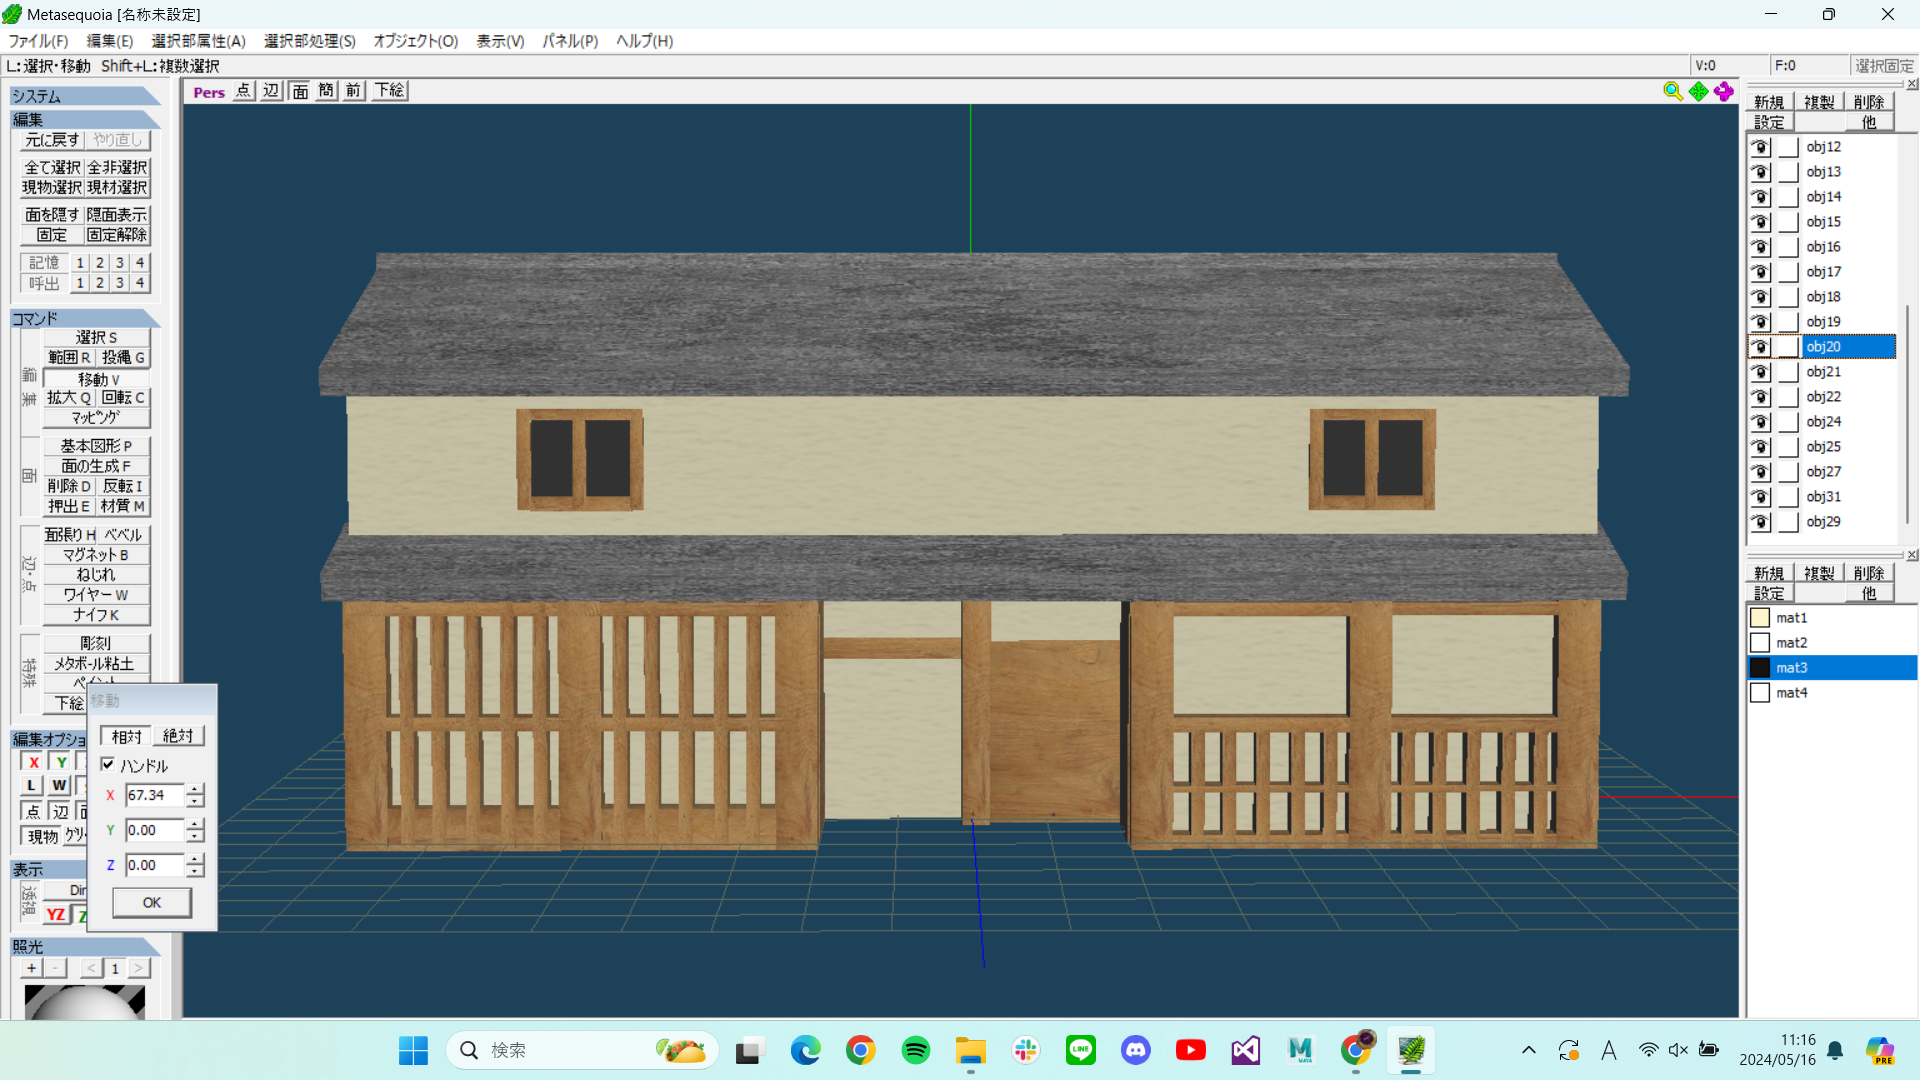 Metasequoia [名称未設定]
ファイル(F) 編集(E) 選択部属性(A) 選択部処理(S) オブジェクト(O) 表示(V) パネル(P) ヘルプ(H)
L:選択・移動 Shift+L:複数選択 V:0 F:0 選択固定
Pers 点 辺 面 簡 前 下絵
システム
編集
元に戻す やり直し
全て選択 全非選択
現物選択 現材選択
面を隠す 隠面表示
固定 固定解除
記憶 1 2 3 4
呼出 1 2 3 4
コマンド
編集
選択 S
範囲 R 投縄 G
移動 V
拡大 Q 回転 C
マッピング
面
基本図形 P
面の生成 F
削除 D 反転 I
押出 E 材質 M
辺・点
面張り H ベベル
マグネット B
ねじれ
ワイヤー W
ナイフ K
特殊
彫刻
メタボール粘土
ペイント
下絵
編集オプショ
X Y
L W
点 辺 面
現物 グリ
表示
透視
Dir
YZ Z
照光
+ - < 1 >
移動
相対 絶対
ハンドル
X 67.34
Y 0.00
Z 0.00
OK
新規 複製 削除
設定 他
obj12
obj13
obj14
obj15
obj16
obj17
obj18
obj19
obj20
obj21
obj22
obj24
obj25
obj27
obj31
obj29
新規 複製 削除
設定 他
mat1
mat2
mat3
mat4
検索
LINE
M
MAYA
A
11:16
2024/05/16
PRE